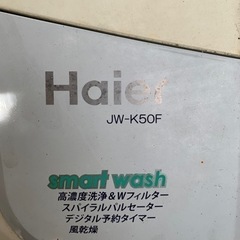 Haier
JW-K50F
smart wash
高濃度洗浄&Wフィルター
スパイラルパルセーター
デジタル予約タイマー
風乾燥